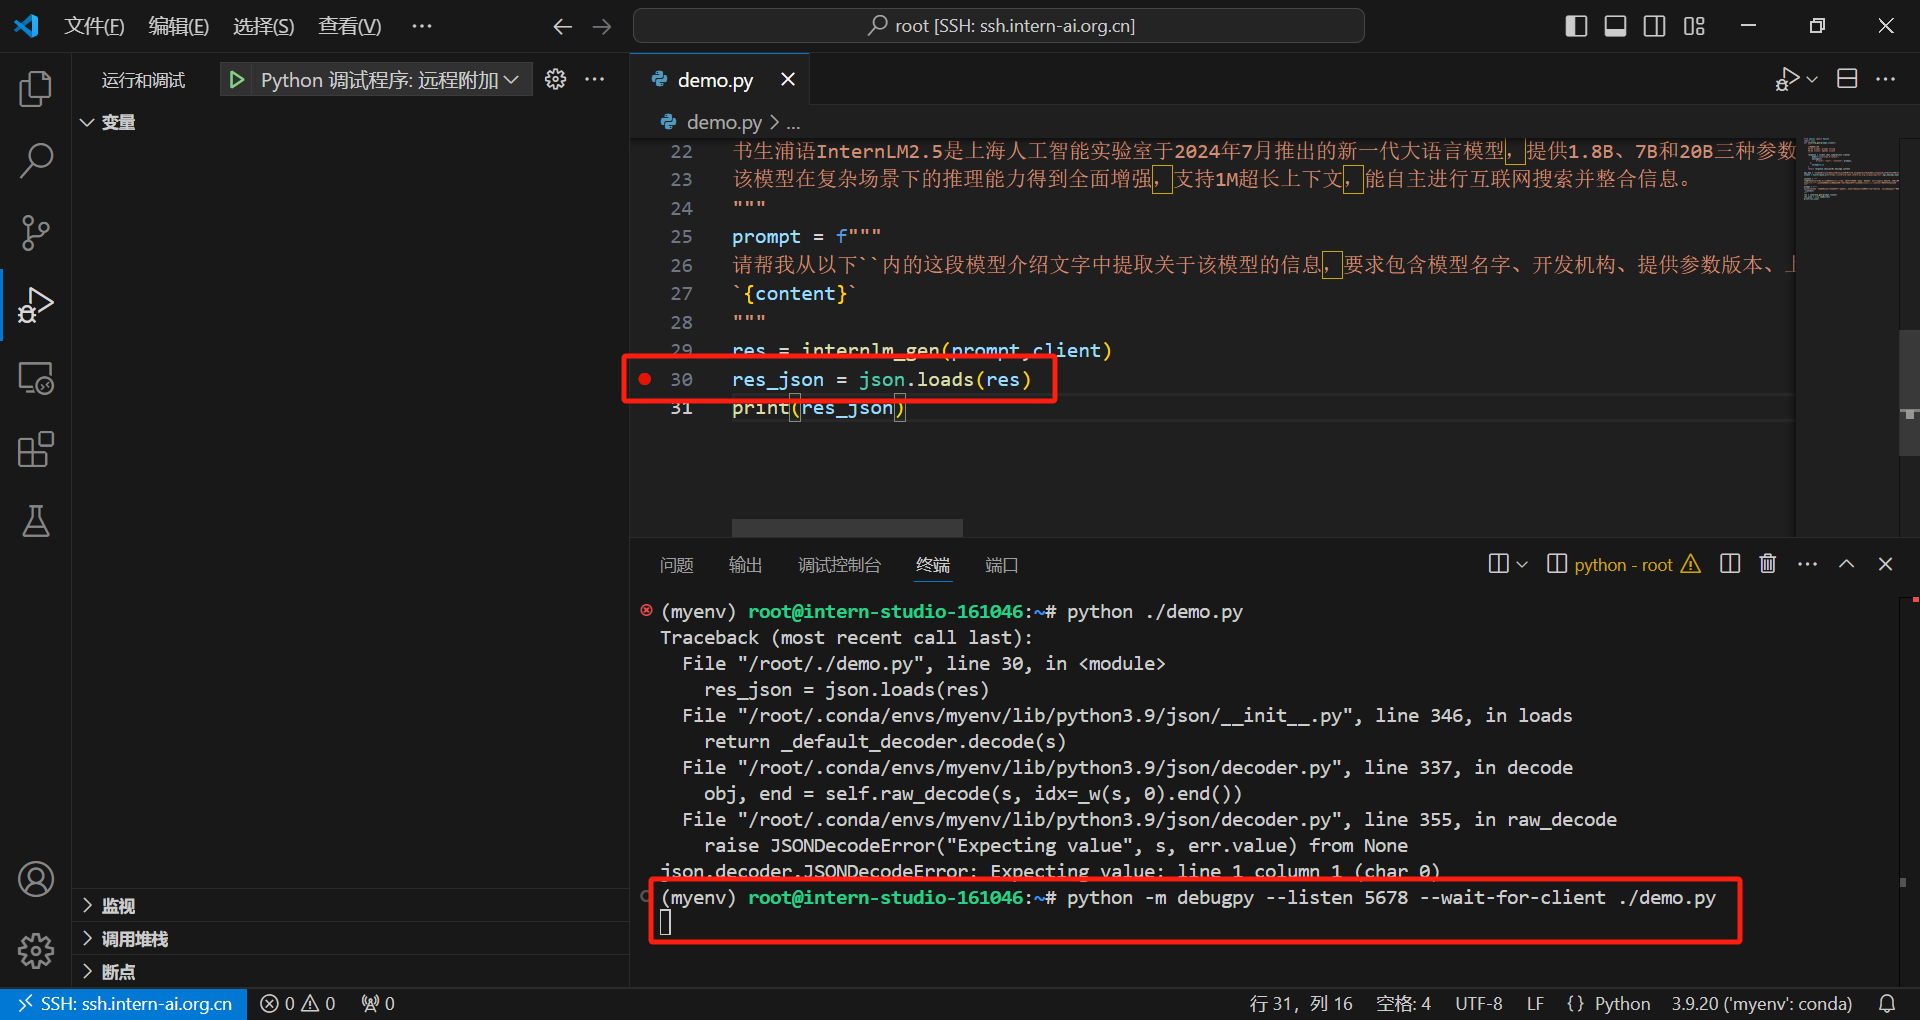 文件(F) 编辑(E) 选择(S) 查看(V) ···
root [SSH: ssh.intern-ai.org.cn]
运行和调试
Python 调试程序: 远程附加
变量
demo.py
demo.py > ...
22 书生浦语InternLM2.5是上海人工智能实验室于2024年7月推出的新一代大语言模型，提供1.8B、7B和20B三种参数
23 该模型在复杂场景下的推理能力得到全面增强，支持1M超长上下文，能自主进行互联网搜索并整合信息。
24 """
25 prompt = f"""
26 请帮我从以下``内的这段模型介绍文字中提取关于该模型的信息，要求包含模型名字、开发机构、提供参数版本、上
27 `{content}`
28 """
29 res = internlm_gen(prompt,client)
30 res_json = json.loads(res)
31 print(res_json)
问题 输出 调试控制台 终端 端口
python - root
(myenv) root@intern-studio-161046:~# python ./demo.py
Traceback (most recent call last):
File "/root/./demo.py", line 30, in <module>
res_json = json.loads(res)
File "/root/.conda/envs/myenv/lib/python3.9/json/__init__.py", line 346, in loads
return _default_decoder.decode(s)
File "/root/.conda/envs/myenv/lib/python3.9/json/decoder.py", line 337, in decode
obj, end = self.raw_decode(s, idx=_w(s, 0).end())
File "/root/.conda/envs/myenv/lib/python3.9/json/decoder.py", line 355, in raw_decode
raise JSONDecodeError("Expecting value", s, err.value) from None
json.decoder.JSONDecodeError: Expecting value: line 1 column 1 (char 0)
(myenv) root@intern-studio-161046:~# python -m debugpy --listen 5678 --wait-for-client ./demo.py
监视
调用堆栈
断点
SSH: ssh.intern-ai.org.cn 0 0 0
行 31，列 16 空格: 4 UTF-8 LF {} Python 3.9.20 ('myenv': conda)